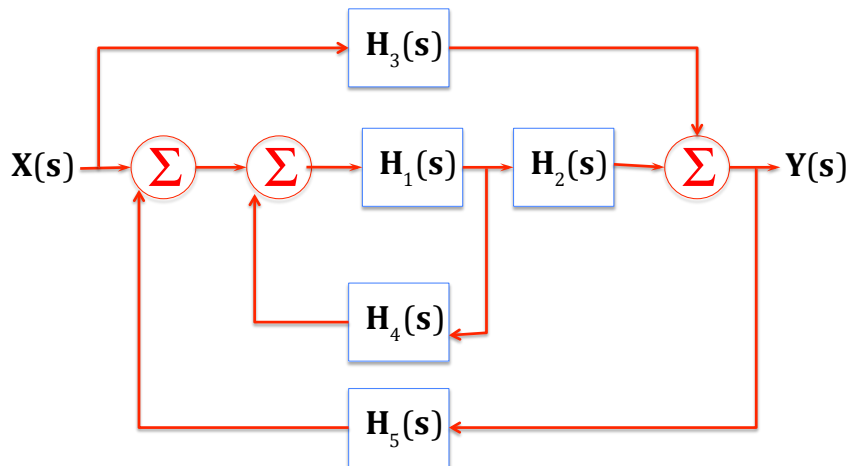 H₃(s)
X(s) Σ Σ H₁(s) H₂(s) Σ Y(s)
H₄(s)
H₅(s)